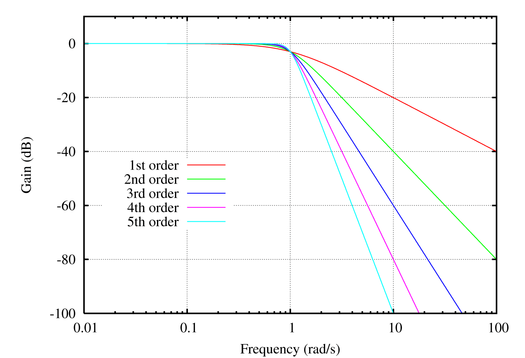 0
-20
-40
-60
-80
-100
Gain (dB)
1st order
2nd order
3rd order
4th order
5th order
0.01 0.1 1 10 100
Frequency (rad/s)